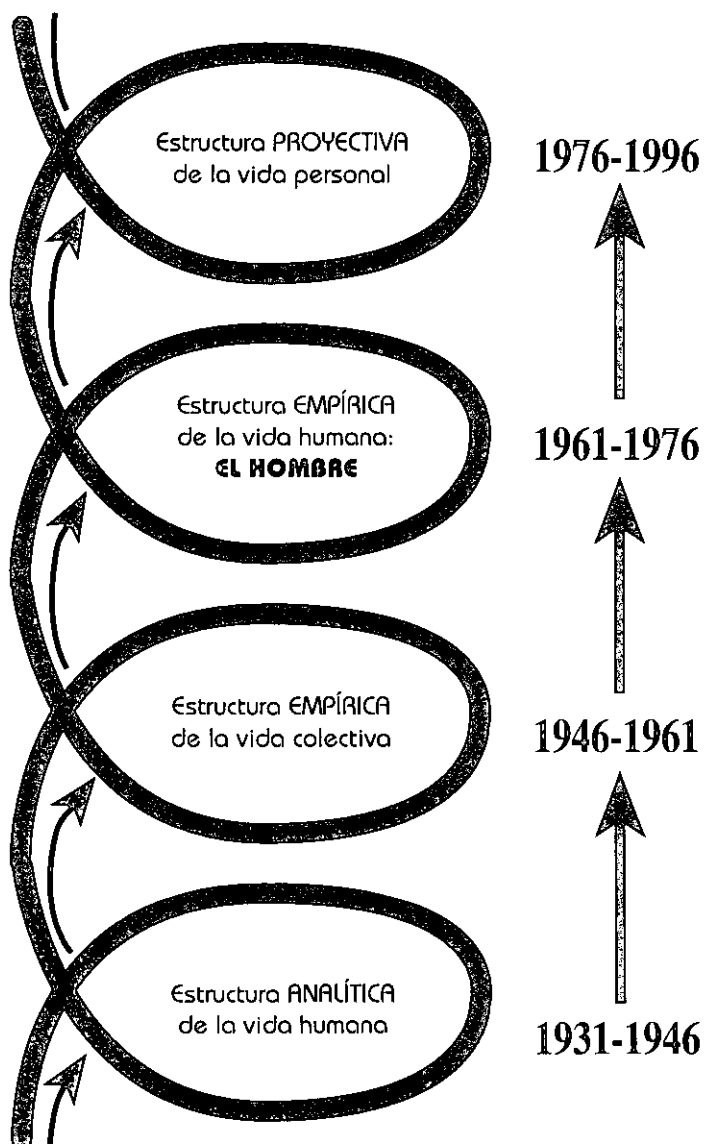 Estructura PROYECTIVA
de la vida personal
1976-1996
Estructura EMPÍRICA
de la vida humana:
EL HOMBRE
1961-1976
Estructura EMPÍRICA
de la vida colectiva
1946-1961
Estructura ANALÍTICA
de la vida humana
1931-1946